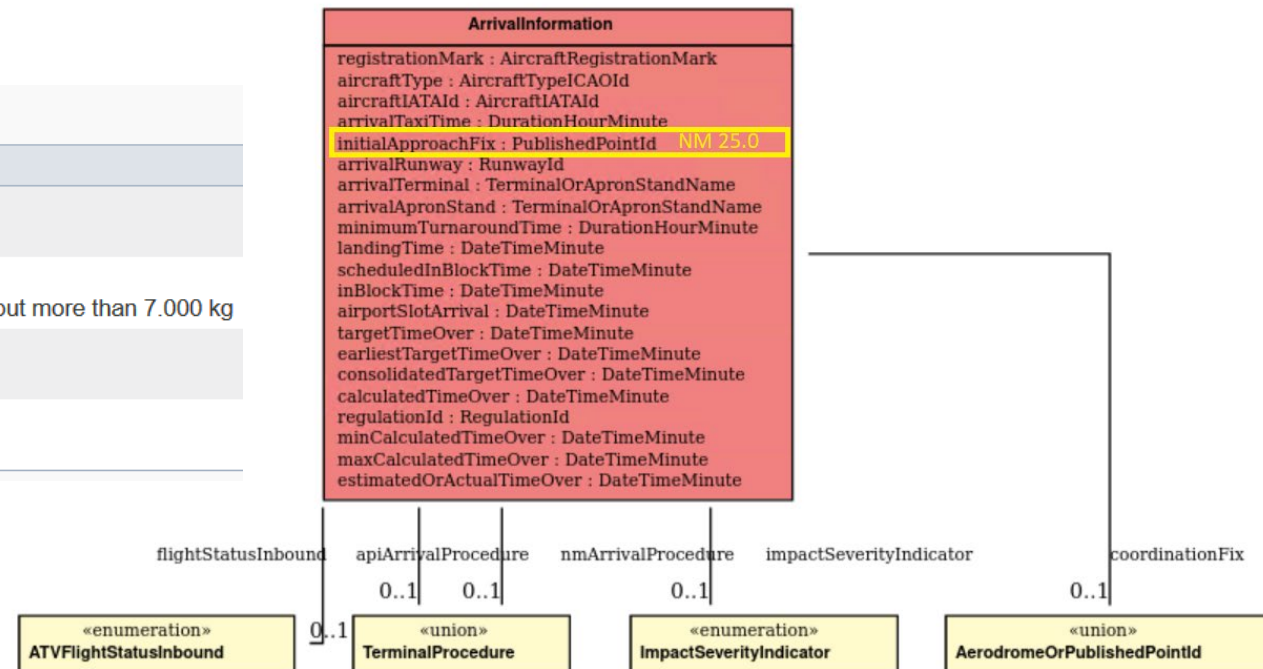 ArrivalInformation
registrationMark : AircraftRegistrationMark
aircraftType : AircraftTypeICAOId
aircraftIATAId : AircraftIATAId
arrivalTaxiTime : DurationHourMinute
initialApproachFix : PublishedPointId NM 25.0
arrivalRunway : RunwayId
arrivalTerminal : TerminalOrApronStandName
arrivalApronStand : TerminalOrApronStandName
minimumTurnaroundTime : DurationHourMinute
landingTime : DateTimeMinute
scheduledInBlockTime : DateTimeMinute
inBlockTime : DateTimeMinute
airportSlotArrival : DateTimeMinute
targetTimeOver : DateTimeMinute
earliestTargetTimeOver : DateTimeMinute
consolidatedTargetTimeOver : DateTimeMinute
calculatedTimeOver : DateTimeMinute
regulationId : RegulationId
minCalculatedTimeOver : DateTimeMinute
maxCalculatedTimeOver : DateTimeMinute
estimatedOrActualTimeOver : DateTimeMinute
more than 7.000 kg
flightStatusInbound apiArrivalProcedure nmArrivalProcedure impactSeverityIndicator coordinationFix
0..1 0..1 0..1 0..1
0..1
«enumeration» «union» «enumeration» «union»
ATVFlightStatusInbound TerminalProcedure ImpactSeverityIndicator AerodromeOrPublishedPointId